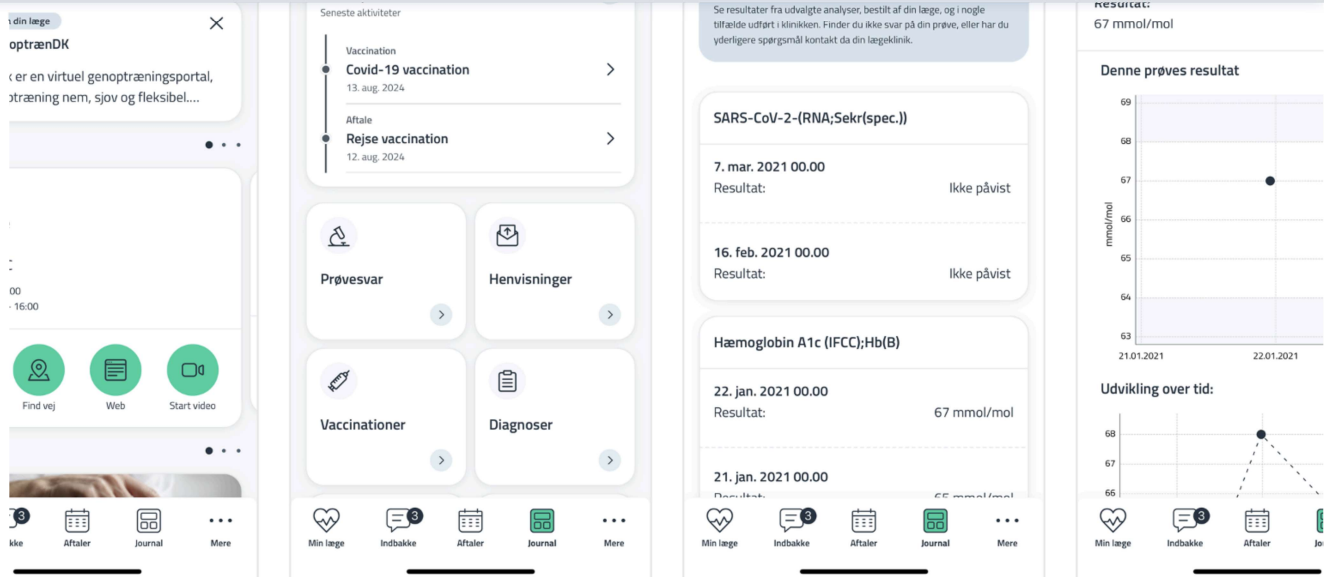 din læge
optrænDK
er en virtuel genoptræningsportal,
træning nem, sjov og fleksibel....
00
- 16:00
Find vej
Web
Start video
3
Aftaler
Journal
Mere
Seneste aktiviteter
Vaccination
Covid-19 vaccination
13. aug. 2024
Aftale
Rejse vaccination
12. aug. 2024
Prøvesvar
Henvisninger
Vaccinationer
Diagnoser
3
Min læge
Indbakke
Aftaler
Journal
Mere
Se resultater fra udvalgte analyser, bestilt af din læge, og i nogle
tilfælde udført i klinikken. Finder du ikke svar på din prøve, eller har du
yderligere spørgsmål kontakt da din lægeklinik.
SARS-CoV-2-(RNA;Sekr(spec.))
7. mar. 2021 00.00
Resultat: Ikke påvist
16. feb. 2021 00.00
Resultat: Ikke påvist
Hæmoglobin A1c (IFCC);Hb(B)
22. jan. 2021 00.00
Resultat: 67 mmol/mol
21. jan. 2021 00.00
Resultat: 65 mmol/mol
3
Min læge
Indbakke
Aftaler
Journal
Mere
Resultat:
67 mmol/mol
Denne prøves resultat
69
68
67
66
65
64
63
mmol/mol
21.01.2021
22.01.2021
Udvikling over tid:
68
67
66
3
Min læge
Indbakke
Aftaler